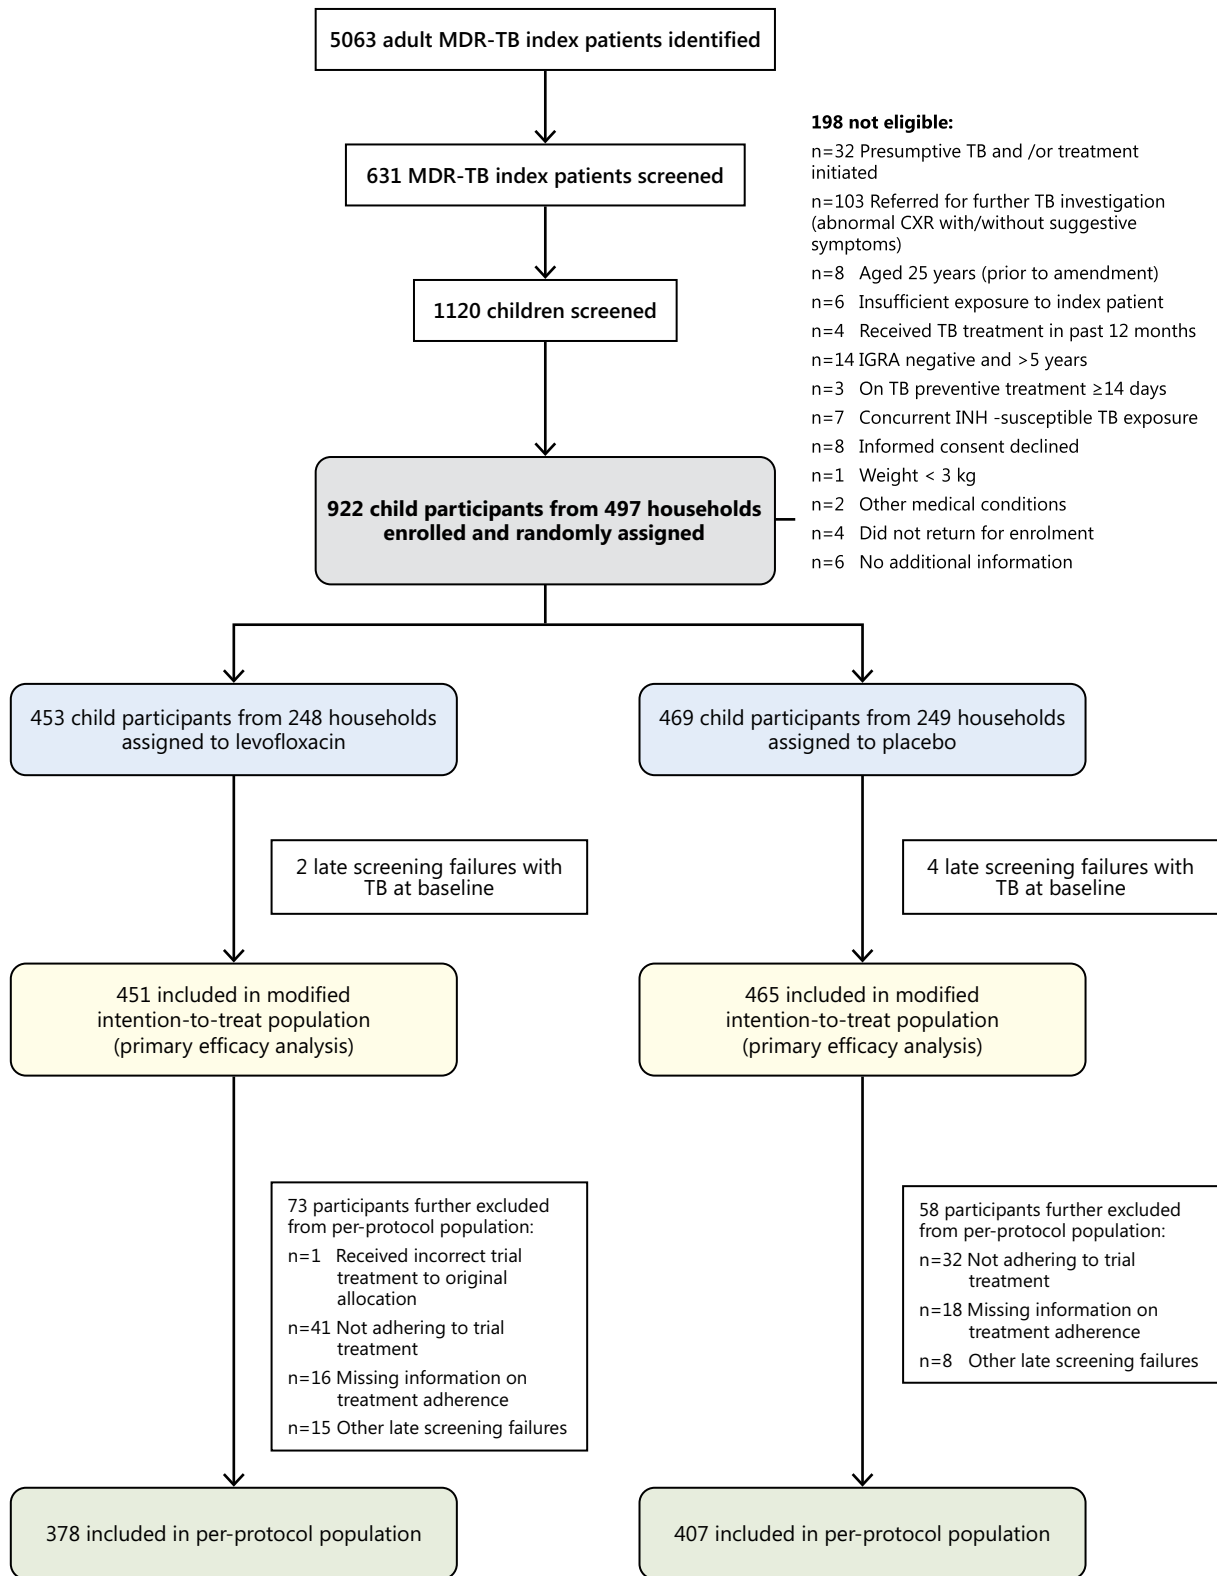 5063 adult MDR-TB index patients identified
631 MDR-TB index patients screened
1120 children screened
198 not eligible:
n=32 Presumptive TB and /or treatment
initiated
n=103 Referred for further TB investigation
(abnormal CXR with/without suggestive
symptoms)
n=8 Aged 25 years (prior to amendment)
n=6 Insufficient exposure to index patient
n=4 Received TB treatment in past 12 months
n=14 IGRA negative and >5 years
n=3 On TB preventive treatment ≥14 days
n=7 Concurrent INH -susceptible TB exposure
n=8 Informed consent declined
n=1 Weight < 3 kg
n=2 Other medical conditions
n=4 Did not return for enrolment
n=6 No additional information
922 child participants from 497 households
enrolled and randomly assigned
453 child participants from 248 households
assigned to levofloxacin
469 child participants from 249 households
assigned to placebo
2 late screening failures with
TB at baseline
4 late screening failures with
TB at baseline
451 included in modified
intention-to-treat population
(primary efficacy analysis)
465 included in modified
intention-to-treat population
(primary efficacy analysis)
73 participants further excluded
from per-protocol population:
n=1 Received incorrect trial
treatment to original
allocation
n=41 Not adhering to trial
treatment
n=16 Missing information on
treatment adherence
n=15 Other late screening failures
58 participants further excluded
from per-protocol population:
n=32 Not adhering to trial
treatment
n=18 Missing information on
treatment adherence
n=8 Other late screening failures
378 included in per-protocol population
407 included in per-protocol population